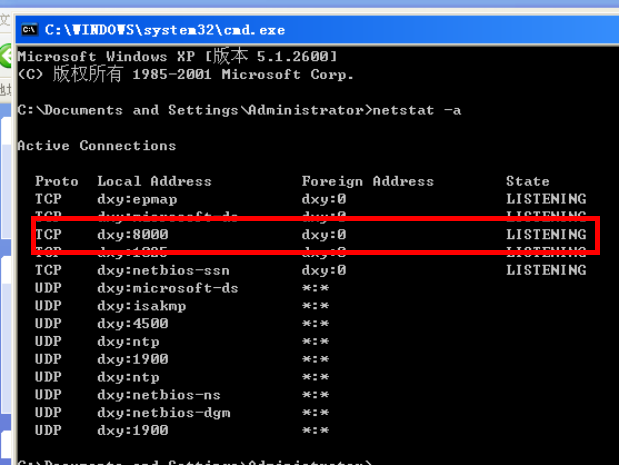 C:\WINDOWS\system32\cmd.exe
Microsoft Windows XP [版本 5.1.2600]
(C) 版权所有 1985-2001 Microsoft Corp.
C:\Documents and Settings\Administrator>netstat -a
Active Connections
Proto Local Address Foreign Address State
TCP dxy:epmap dxy:0 LISTENING
TCP dxy:microsoft-ds dxy:0 LISTENING
TCP dxy:8000 dxy:0 LISTENING
TCP dxy:1025 dxy:0 LISTENING
TCP dxy:netbios-ssn dxy:0 LISTENING
UDP dxy:microsoft-ds *:*
UDP dxy:isakmp *:*
UDP dxy:4500 *:*
UDP dxy:ntp *:*
UDP dxy:1900 *:*
UDP dxy:ntp *:*
UDP dxy:netbios-ns *:*
UDP dxy:netbios-dgm *:*
UDP dxy:1900 *:*
C:\Documents and Settings\Administrator>